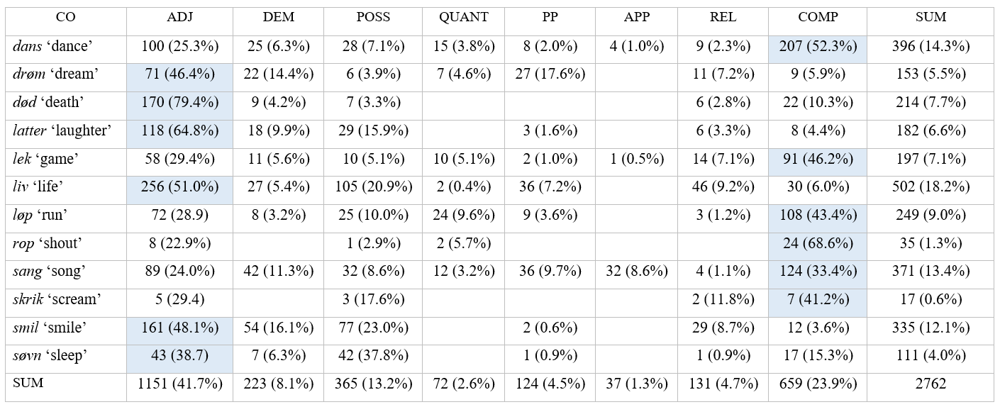 CO ADJ DEM POSS QUANT PP APP REL COMP SUM
dans ‘dance’ 100 (25.3%) 25 (6.3%) 28 (7.1%) 15 (3.8%) 8 (2.0%) 4 (1.0%) 9 (2.3%) 207 (52.3%) 396 (14.3%)
drøm ‘dream’ 71 (46.4%) 22 (14.4%) 6 (3.9%) 7 (4.6%) 27 (17.6%) 11 (7.2%) 9 (5.9%) 153 (5.5%)
død ‘death’ 170 (79.4%) 9 (4.2%) 7 (3.3%) 6 (2.8%) 22 (10.3%) 214 (7.7%)
latter ‘laughter’ 118 (64.8%) 18 (9.9%) 29 (15.9%) 3 (1.6%) 6 (3.3%) 8 (4.4%) 182 (6.6%)
lek ‘game’ 58 (29.4%) 11 (5.6%) 10 (5.1%) 10 (5.1%) 2 (1.0%) 1 (0.5%) 14 (7.1%) 91 (46.2%) 197 (7.1%)
liv ‘life’ 256 (51.0%) 27 (5.4%) 105 (20.9%) 2 (0.4%) 36 (7.2%) 46 (9.2%) 30 (6.0%) 502 (18.2%)
løp ‘run’ 72 (28.9) 8 (3.2%) 25 (10.0%) 24 (9.6%) 9 (3.6%) 3 (1.2%) 108 (43.4%) 249 (9.0%)
rop ‘shout’ 8 (22.9%) 1 (2.9%) 2 (5.7%) 24 (68.6%) 35 (1.3%)
sang ‘song’ 89 (24.0%) 42 (11.3%) 32 (8.6%) 12 (3.2%) 36 (9.7%) 32 (8.6%) 4 (1.1%) 124 (33.4%) 371 (13.4%)
skrik ‘scream’ 5 (29.4) 3 (17.6%) 2 (11.8%) 7 (41.2%) 17 (0.6%)
smil ‘smile’ 161 (48.1%) 54 (16.1%) 77 (23.0%) 2 (0.6%) 29 (8.7%) 12 (3.6%) 335 (12.1%)
søvn ‘sleep’ 43 (38.7) 7 (6.3%) 42 (37.8%) 1 (0.9%) 1 (0.9%) 17 (15.3%) 111 (4.0%)
SUM 1151 (41.7%) 223 (8.1%) 365 (13.2%) 72 (2.6%) 124 (4.5%) 37 (1.3%) 131 (4.7%) 659 (23.9%) 2762